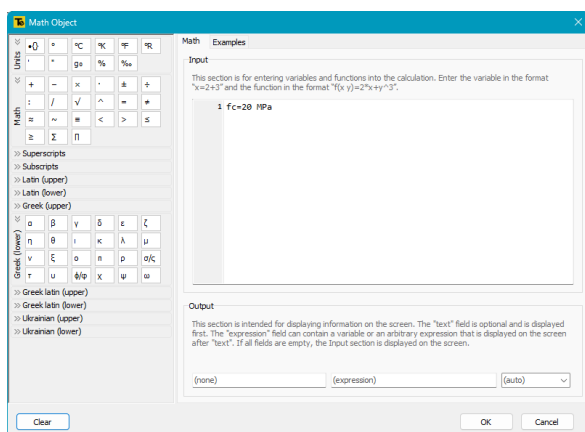 Te Math Object
Units
•{} ° °C °K °F °R
' " g₀ % ‰
Math
+ − × · ± ÷
: / √ ^ = ≠
≈ ~ ≡ < > ≤
≥ Σ Π
Superscripts
Subscripts
Latin (upper)
Latin (lower)
Greek (upper)
Greek (lower)
α β γ δ ε ζ
η θ ι κ λ μ
ν ξ ο π ρ σ/ς
τ υ ϕ/φ χ ψ ω
Greek latin (upper)
Greek latin (lower)
Ukrainian (upper)
Ukrainian (lower)
Math Examples
Input
This section is for entering variables and functions into the calculation. Enter the variable in the format
"x=2+3" and the function in the format "f(x y)=2*x+y^3".
1 fc=20 MPa
Output
This section is intended for displaying information on the screen. The "text" field is optional and is displayed
first. The "expression" field can contain a variable or an arbitrary expression that is displayed on the screen
after "text". If all fields are empty, the Input section is displayed on the screen.
(none) (expression) (auto)
Clear OK Cancel